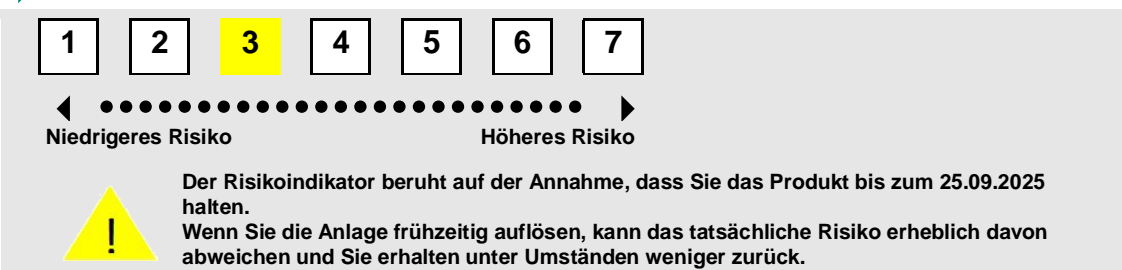 1 2 3 4 5 6 7
Niedrigeres Risiko Höheres Risiko
Der Risikoindikator beruht auf der Annahme, dass Sie das Produkt bis zum 25.09.2025
halten.
Wenn Sie die Anlage frühzeitig auflösen, kann das tatsächliche Risiko erheblich davon
abweichen und Sie erhalten unter Umständen weniger zurück.
!